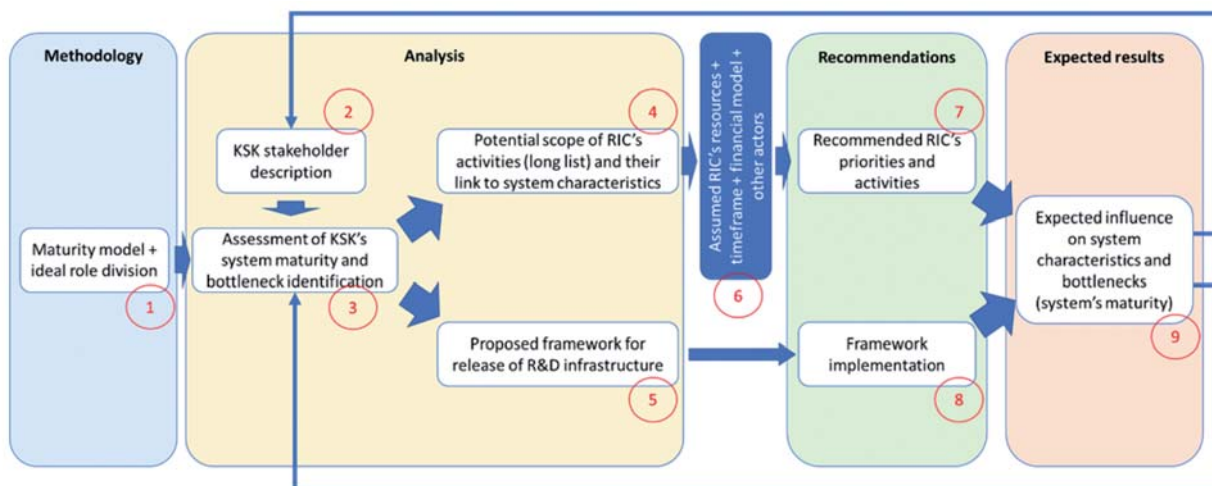 Methodology
Analysis
Recommendations
Expected results
2
KSK stakeholder
description
Maturity model +
ideal role division
1
Assessment of KSK's
system maturity and
bottleneck identification
3
4
Potential scope of RIC's
activities (long list) and their
link to system characteristics
Proposed framework for
release of R&D infrastructure
5
Assumed RIC's resources +
timeframe + financial model +
other actors
6
7
Recommended RIC's
priorities and
activities
Framework
implementation
8
Expected influence
on system
characteristics and
bottlenecks
(system's maturity)
9